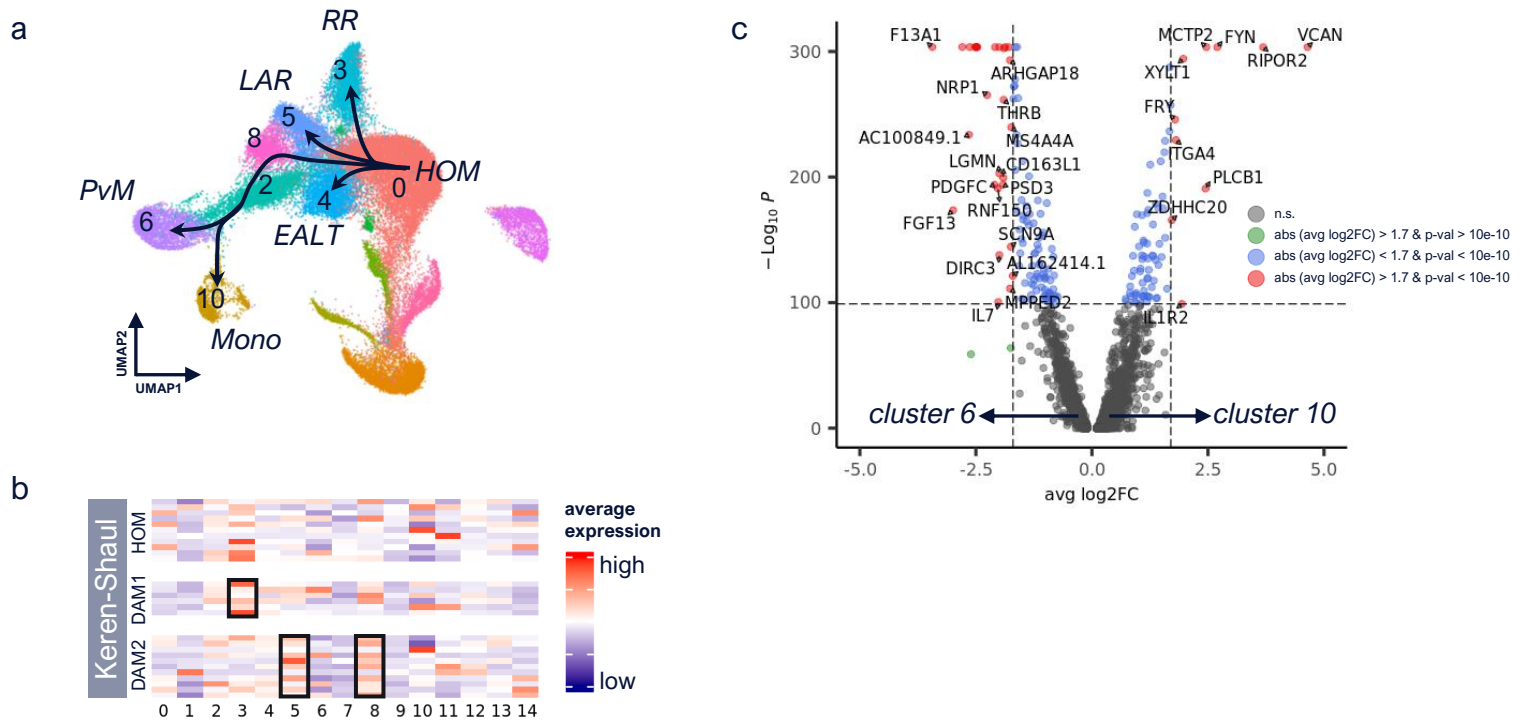 a
RR
3
LAR
5
8
HOM
0
2
4
PvM
6
EALT
10
Mono
UMAP2
UMAP1
b
Keren-Shaul
HOM
DAM1
DAM2
0 1 2 3 4 5 6 7 8 9 10 11 12 13 14
average
expression
high
low
c
300
200
100
0
−Log10 P
F13A1
MCTP2
FYN
VCAN
RIPOR2
ARHGAP18
XYLT1
NRP1
THRB
FRY
AC100849.1
MS4A4A
ITGA4
LGMN
CD163L1
PDGFC
PSD3
PLCB1
RNF150
FGF13
ZDHHC20
SCN9A
DIRC3
AL162414.1
MPPED2
IL7
IL1R2
cluster 6
cluster 10
-5.0 -2.5 0.0 2.5 5.0
avg log2FC
n.s.
abs (avg log2FC) > 1.7 & p-val > 10e-10
abs (avg log2FC) < 1.7 & p-val < 10e-10
abs (avg log2FC) > 1.7 & p-val < 10e-10